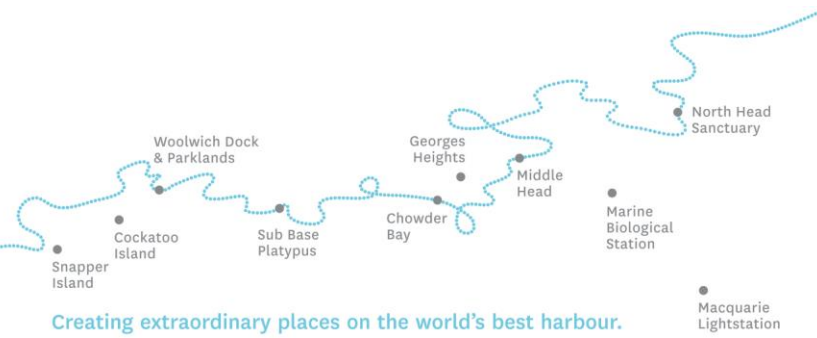 North Head
Sanctuary
Woolwich Dock
& Parklands
Georges
Heights
Middle
Head
Marine
Biological
Station
Chowder
Bay
Sub Base
Platypus
Cockatoo
Island
Snapper
Island
Macquarie
Lightstation
Creating extraordinary places on the world's best harbour.